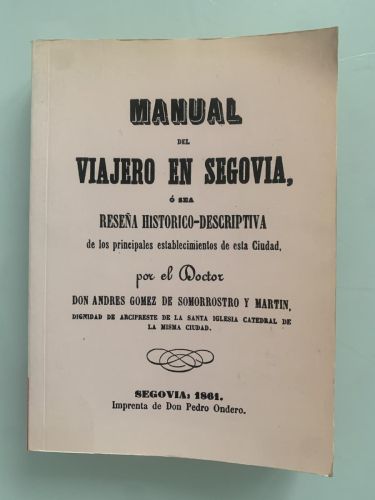 MANUAL
DEL
VIAJERO EN SEGOVIA,
ó SEA
RESEÑA HISTORICO-DESCRIPTIVA
de los principales establecimientos de esta Ciudad,
por el Doctor
DON ANDRES GOMEZ DE SOMORROSTRO Y MARTIN,
DIGNIDAD DE ARCIPRESTE DE LA SANTA IGLESIA CATEDRAL DE
LA MISMA CIUDAD.
SEGOVIA: 1861.
Imprenta de Don Pedro Ondero.